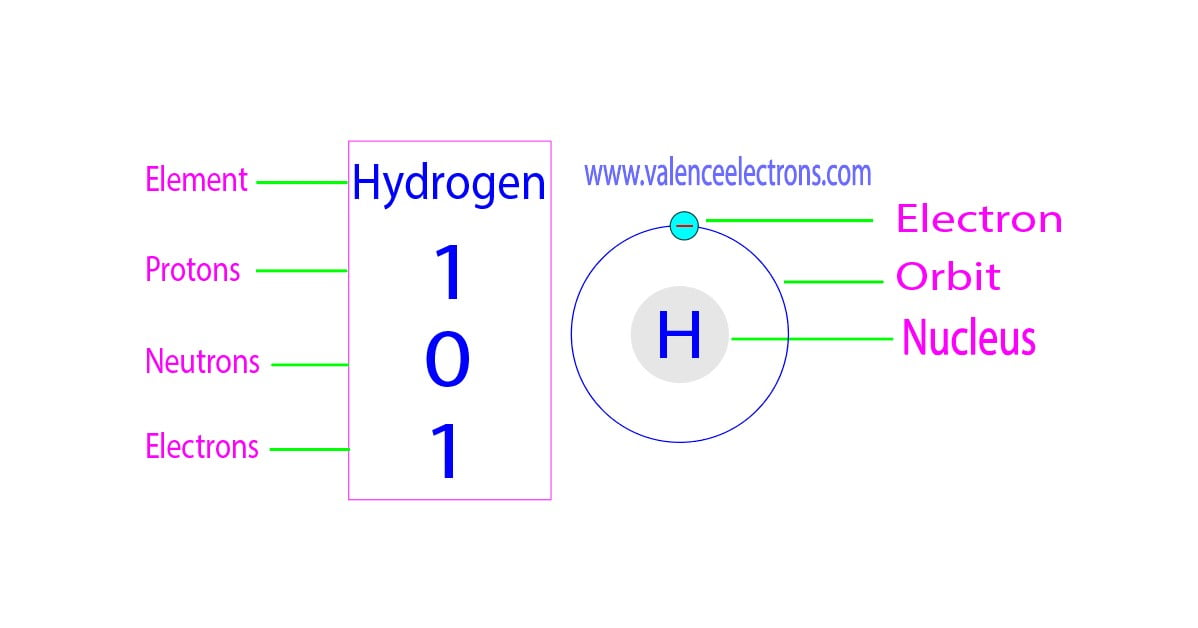 Element
Hydrogen
Protons
1
Neutrons
0
Electrons
1
www.valenceelectrons.com
−
Electron
Orbit
H
Nucleus